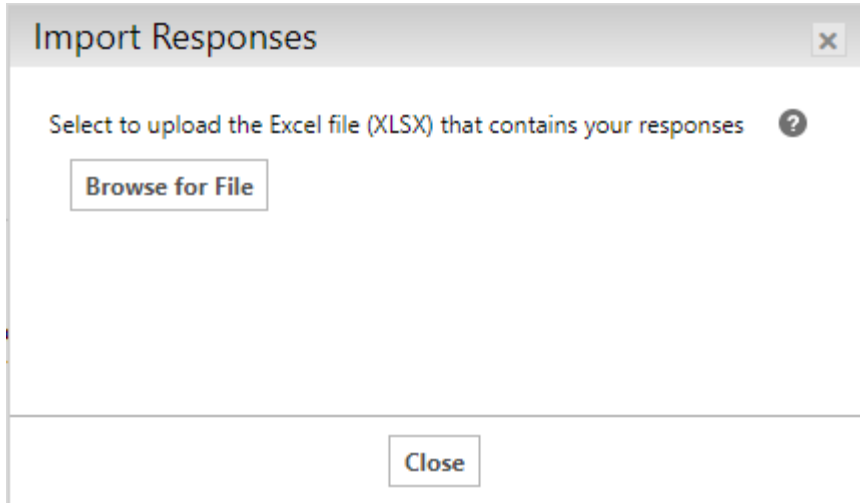 Import Responses
Select to upload the Excel file (XLSX) that contains your responses
Browse for File
Close